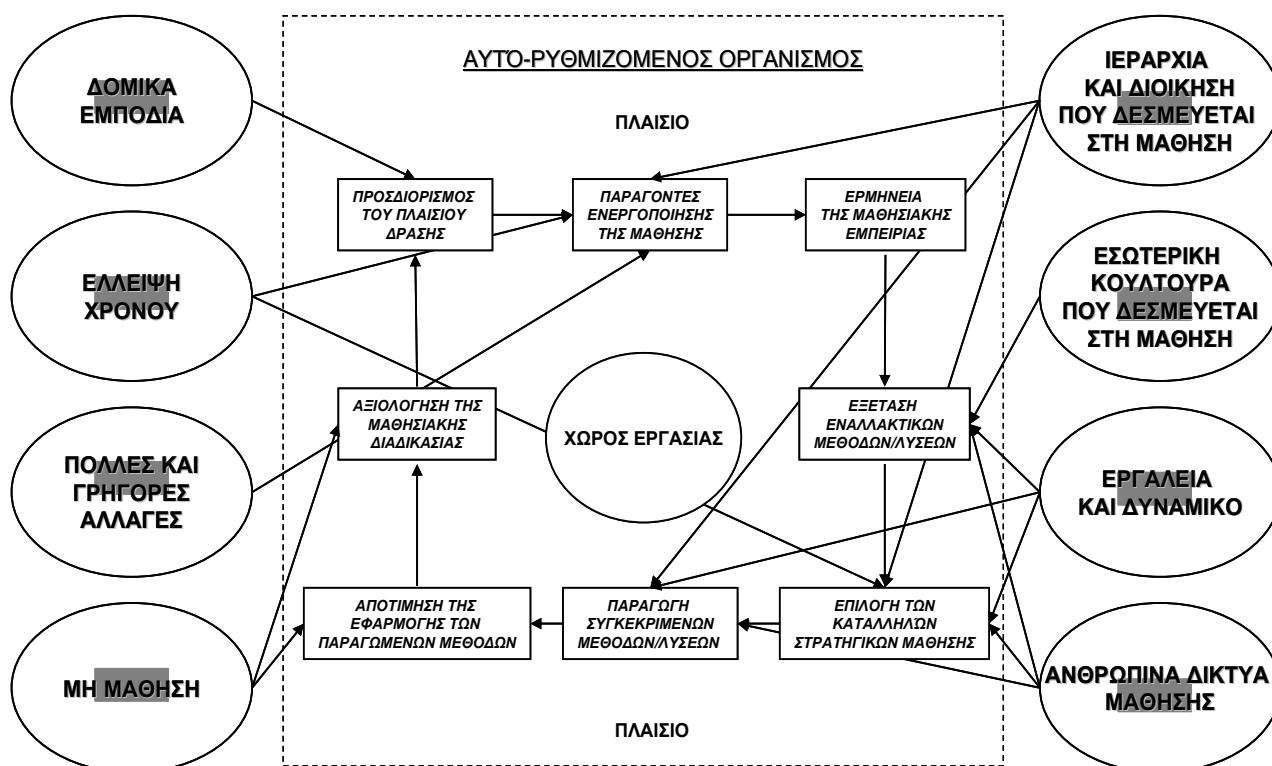 ΑΥΤΟ-ΡΥΘΜΙΖΟΜΕΝΟΣ ΟΡΓΑΝΙΣΜΟΣ
ΠΛΑΙΣΙΟ
ΔΟΜΙΚΑ
ΕΜΠΟΔΙΑ
ΕΛΛΕΙΨΗ
ΧΡΟΝΟΥ
ΠΟΛΛΕΣ ΚΑΙ
ΓΡΗΓΟΡΕΣ
ΑΛΛΑΓΕΣ
ΜΗ ΜΑΘΗΣΗ
ΠΡΟΣΔΙΟΡΙΣΜΟΣ
ΤΟΥ ΠΛΑΙΣΙΟΥ
ΔΡΑΣΗΣ
ΠΑΡΑΓΟΝΤΕΣ
ΕΝΕΡΓΟΠΟΙΗΣΗΣ
ΤΗΣ ΜΑΘΗΣΗΣ
ΕΡΜΗΝΕΙΑ
ΤΗΣ ΜΑΘΗΣΙΑΚΗΣ
ΕΜΠΕΙΡΙΑΣ
ΑΞΙΟΛΟΓΗΣΗ ΤΗΣ
ΜΑΘΗΣΙΑΚΗΣ
ΔΙΑΔΙΚΑΣΙΑΣ
ΧΩΡΟΣ ΕΡΓΑΣΙΑΣ
ΕΞΕΤΑΣΗ
ΕΝΑΛΛΑΚΤΙΚΩΝ
ΜΕΘΟΔΩΝ/ΛΥΣΕΩΝ
ΑΠΟΤΙΜΗΣΗ ΤΗΣ
ΕΦΑΡΜΟΓΗΣ ΤΩΝ
ΠΑΡΑΓΩΜΕΝΩΝ ΜΕΘΟΔΩΝ
ΠΑΡΑΓΩΓΗ
ΣΥΓΚΕΚΡΙΜΕΝΩΝ
ΜΕΘΟΔΩΝ/ΛΥΣΕΩΝ
ΕΠΙΛΟΓΗ ΤΩΝ
ΚΑΤΑΛΛΗΛΩΝ
ΣΤΡΑΤΗΓΙΚΩΝ ΜΑΘΗΣΗΣ
ΠΛΑΙΣΙΟ
ΙΕΡΑΡΧΙΑ
ΚΑΙ ΔΙΟΙΚΗΣΗ
ΠΟΥ ΔΕΣΜΕΥΕΤΑΙ
ΣΤΗ ΜΑΘΗΣΗ
ΕΣΩΤΕΡΙΚΗ
ΚΟΥΛΤΟΥΡΑ
ΠΟΥ ΔΕΣΜΕΥΕΤΑΙ
ΣΤΗ ΜΑΘΗΣΗ
ΕΡΓΑΛΕΙΑ
ΚΑΙ ΔΥΝΑΜΙΚΟ
ΑΝΘΡΩΠΙΝΑ ΔΙΚΤΥΑ
ΜΑΘΗΣΗΣ